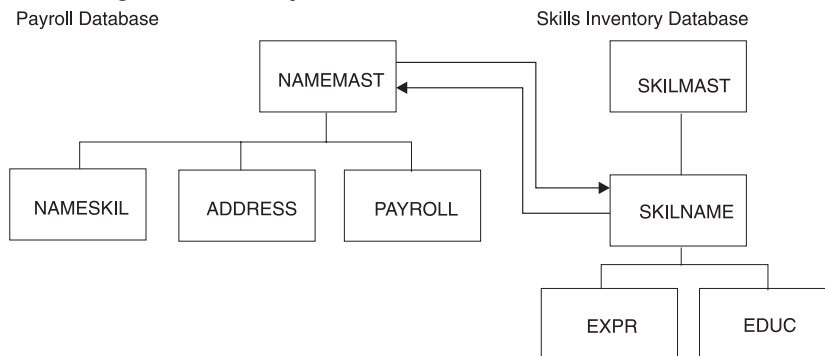 Payroll Database
Skills Inventory Database
NAMEMAST
SKILMAST
NAMESKIL
ADDRESS
PAYROLL
SKILNAME
EXPR
EDUC